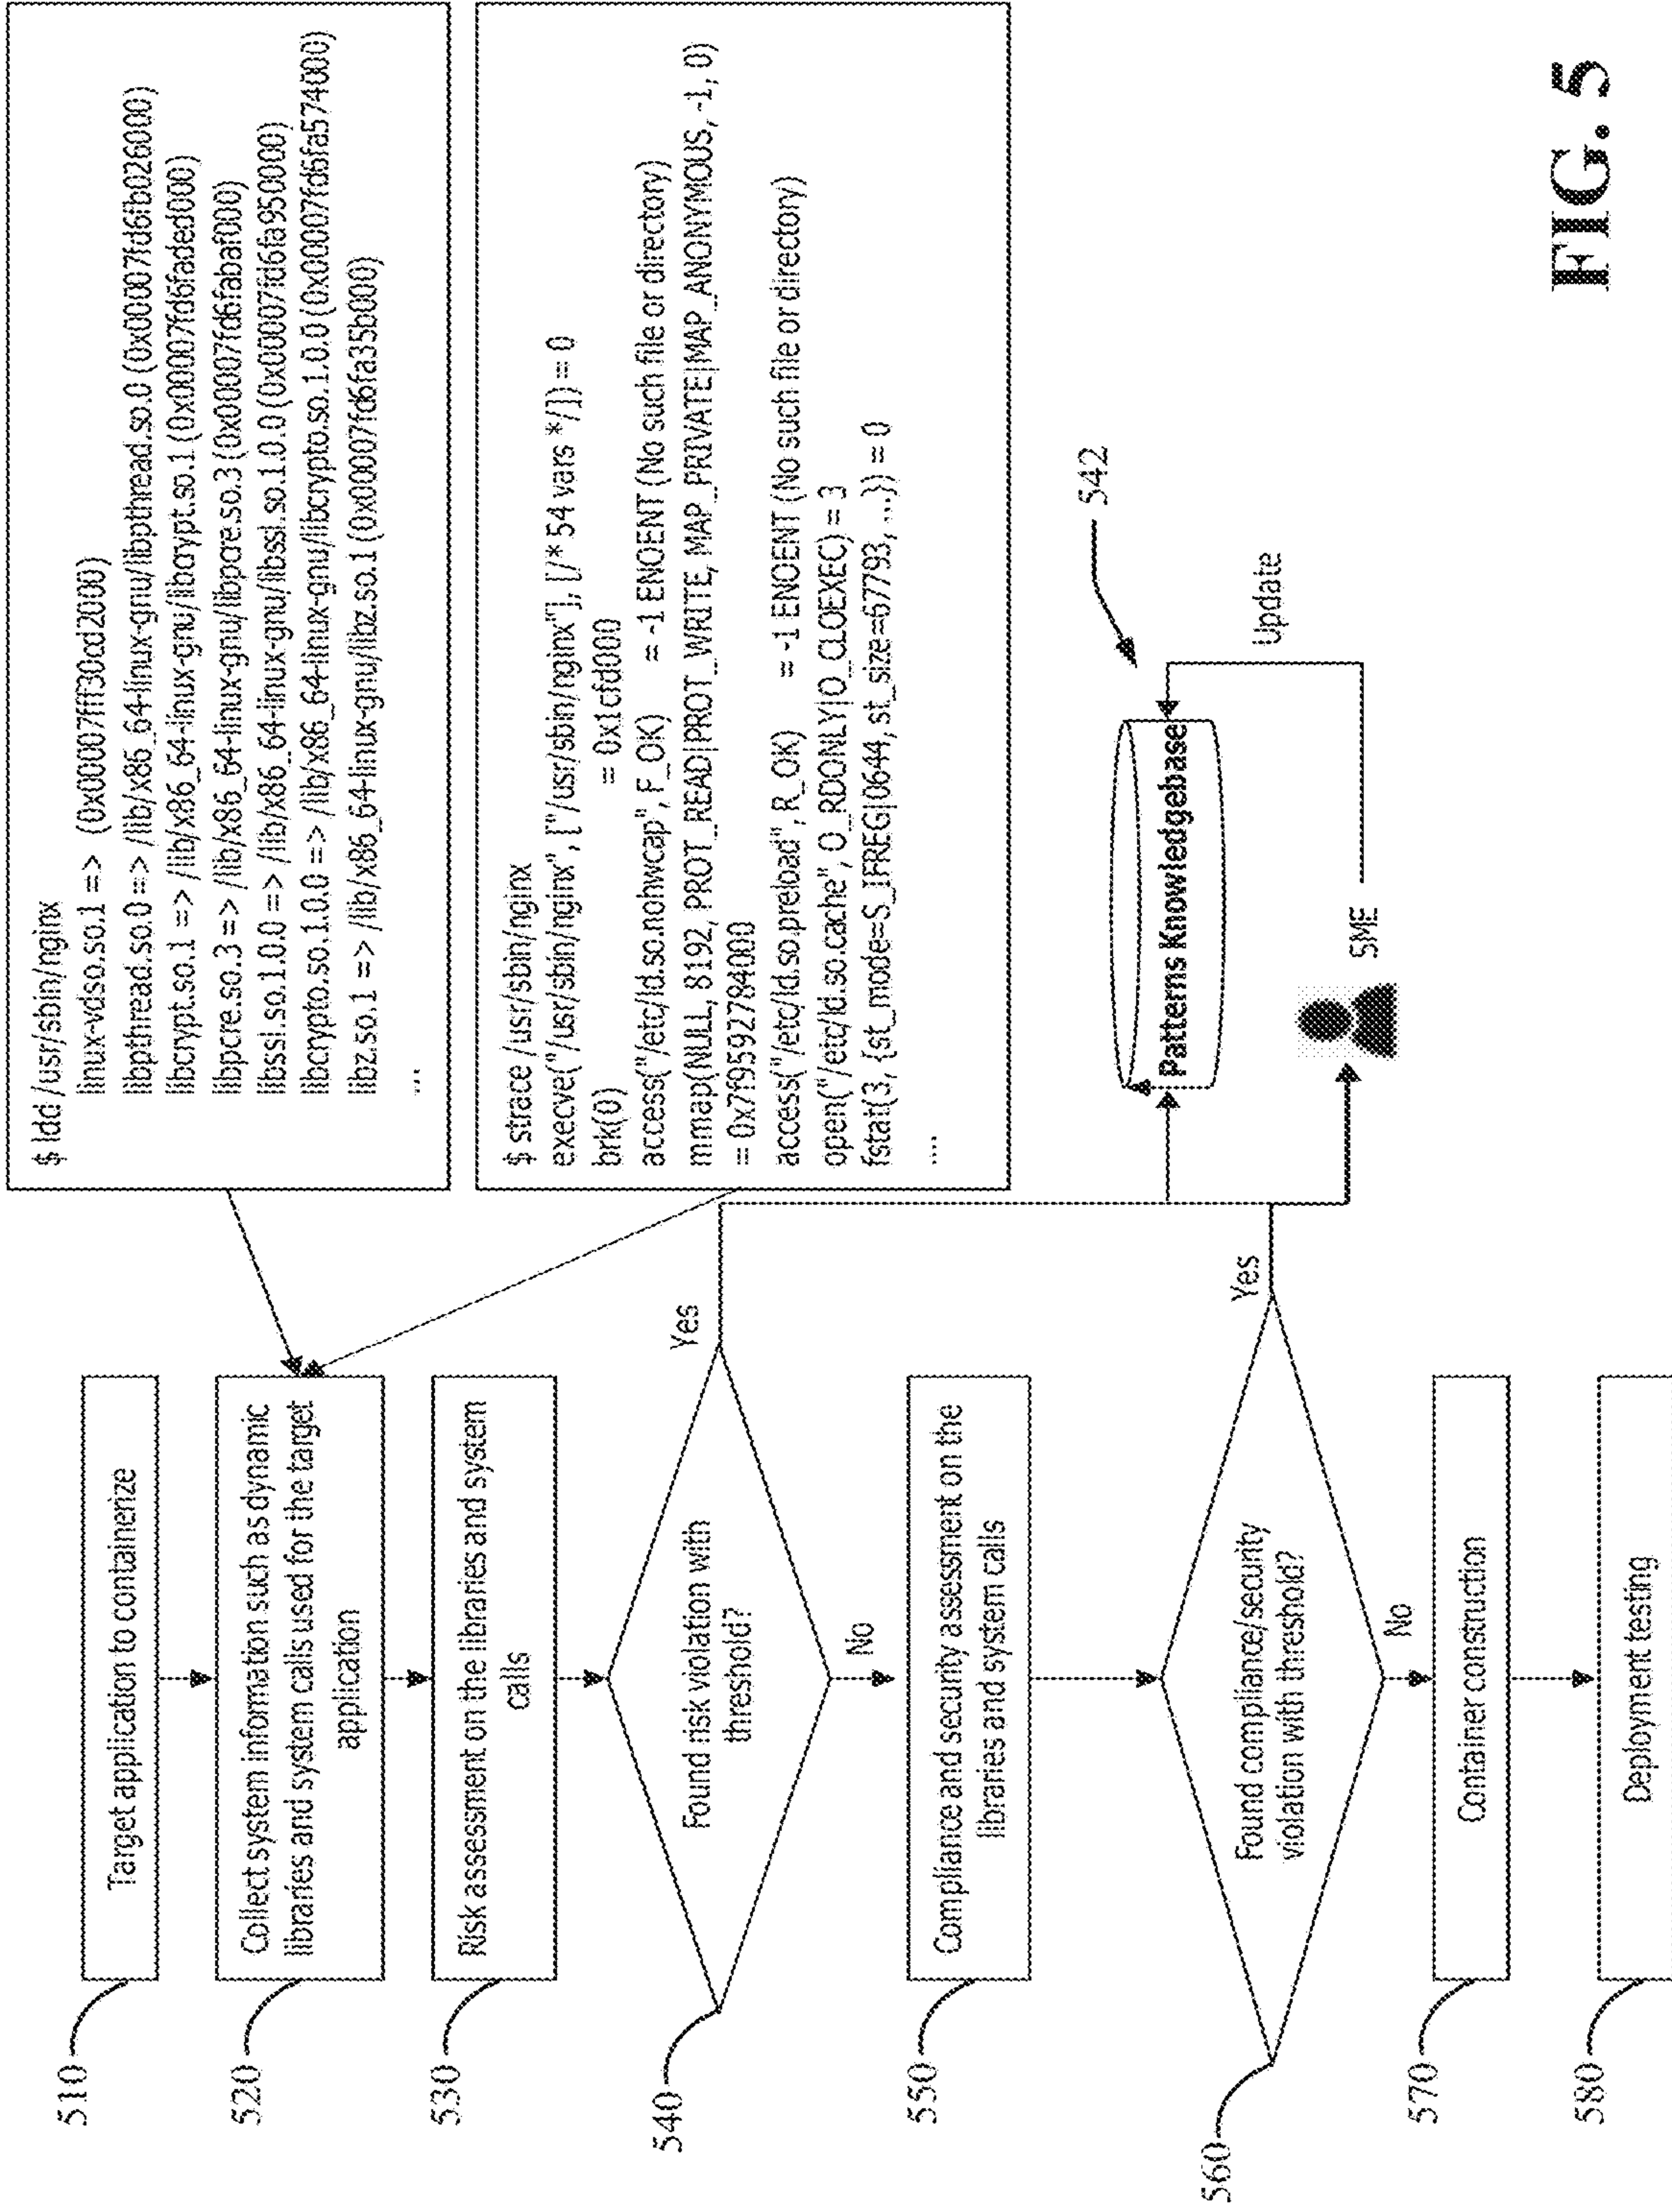 510
Target application to containerize
520
Collect system information such as dynamic
libraries and system calls used for the target
application
530
Risk assessment on the libraries and system
calls
540
Found risk violation with
threshold?
Yes
No
550
Compliance and security assessment on the
libraries and system calls
560
Found compliance/security
violation with threshold?
Yes
No
570
Container construction
580
Deployment testing
$ ldd /usr/sbin/nginx
linux-vdso.so.1 => (0x00007fff30cd2000)
libpthread.so.0 => /lib/x86_64-linux-gnu/libpthread.so.0 (0x00007fd6fb026000)
libcrypt.so.1 => /lib/x86_64-linux-gnu/libcrypt.so.1 (0x00007fd6faded000)
libpcre.so.3 => /lib/x86_64-linux-gnu/libpcre.so.3 (0x00007fd6fabaf000)
libssl.so.1.0.0 => /lib/x86_64-linux-gnu/libssl.so.1.0.0 (0x00007fd6fa950000)
libcrypto.so.1.0.0 => /lib/x86_64-linux-gnu/libcrypto.so.1.0.0 (0x00007fd6fa574000)
libz.so.1 => /lib/x86_64-linux-gnu/libz.so.1 (0x00007fd6fa35b000)
...
$ strace /usr/sbin/nginx
execve("/usr/sbin/nginx", ["/usr/sbin/nginx"], [/* 54 vars */]) = 0
brk(0) = 0x1cfd000
access("/etc/ld.so.nohwcap", F_OK) = -1 ENOENT (No such file or directory)
mmap(NULL, 8192, PROT_READ|PROT_WRITE, MAP_PRIVATE|MAP_ANONYMOUS, -1, 0)
= 0x7f9592784000
access("/etc/ld.so.preload", R_OK) = -1 ENOENT (No such file or directory)
open("/etc/ld.so.cache", O_RDONLY|O_CLOEXEC) = 3
fstat(3, {st_mode=S_IFREG|0644, st_size=67793, ...}) = 0
....
542
Patterns Knowledgebase
Update
SME
FIG. 5